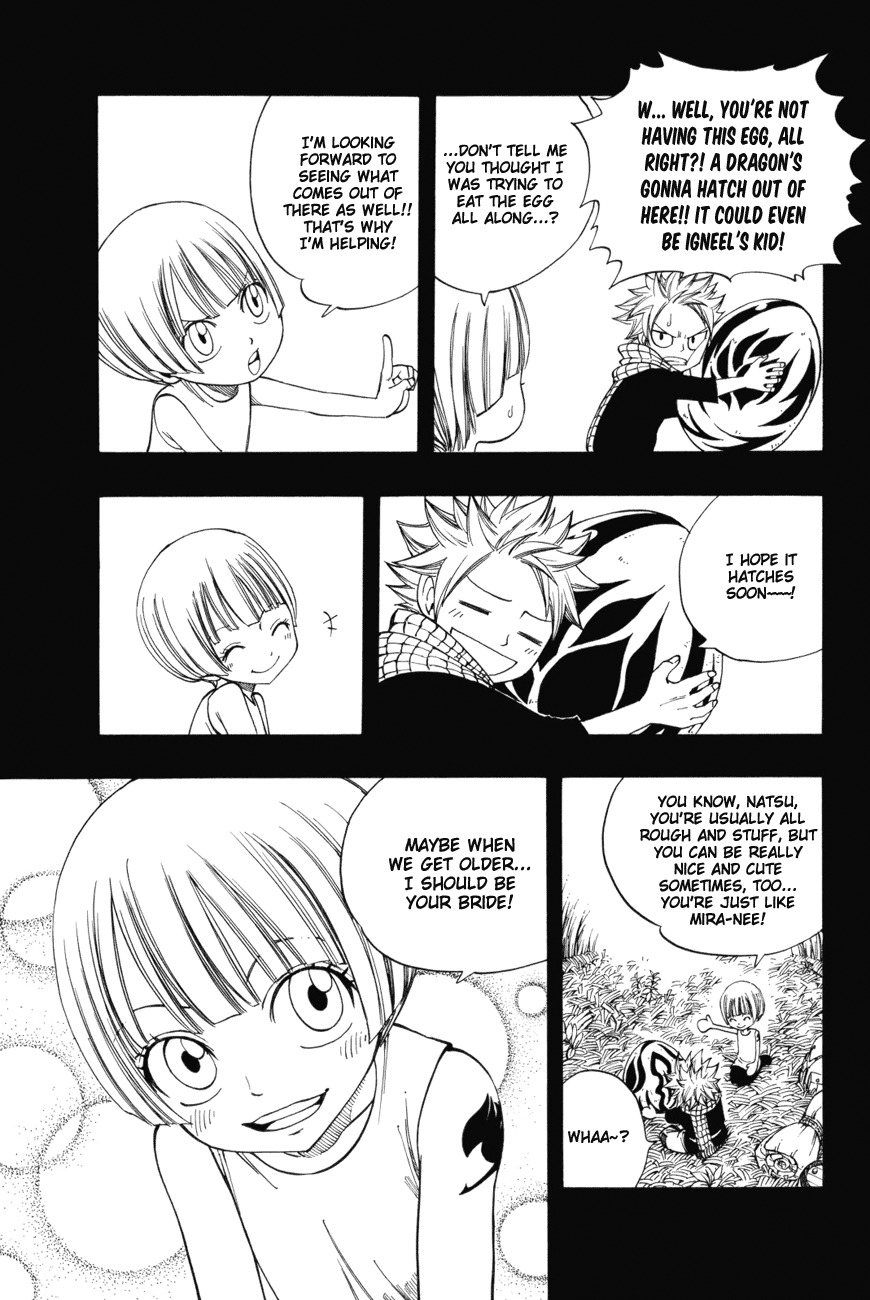 W... WELL, YOU'RE NOT
HAVING THIS EGG, ALL
RIGHT?! A DRAGON'S
GONNA HATCH OUT OF
HERE!! IT COULD EVEN
BE IGNEEL'S KID!
...DON'T TELL ME
YOU THOUGHT I
WAS TRYING TO
EAT THE EGG
ALL ALONG...?
I'M LOOKING
FORWARD TO
SEEING WHAT
COMES OUT OF
THERE AS WELL!!
THAT'S WHY
I'M HELPING!
I HOPE IT
HATCHES
SOON~~~!
YOU KNOW, NATSU,
YOU'RE USUALLY ALL
ROUGH AND STUFF, BUT
YOU CAN BE REALLY
NICE AND CUTE
SOMETIMES, TOO...
YOU'RE JUST LIKE
MIRA-NEE!
WHAA~?
MAYBE WHEN
WE GET OLDER...
I SHOULD BE
YOUR BRIDE!